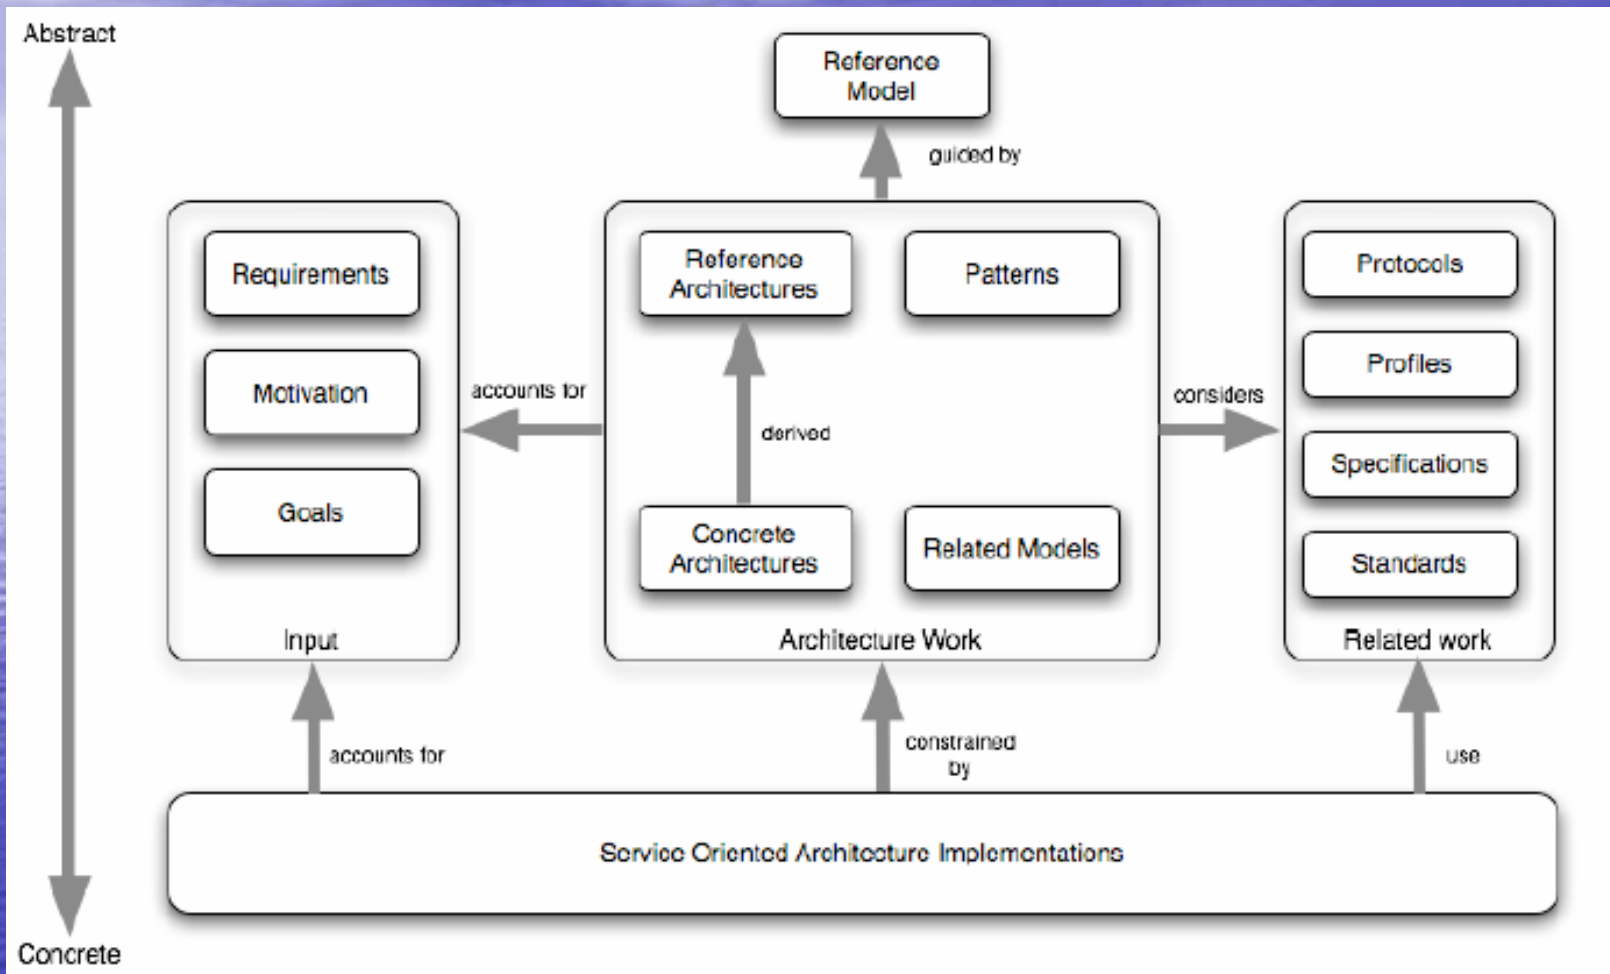 Abstract
Reference
Model
guided by
Requirements
Motivation
Goals
Input
accounts for
Reference
Architectures
Patterns
derived
Concrete
Architectures
Related Models
Architecture Work
considers
Protocols
Profiles
Specifications
Standards
Related work
accounts for
constrained
by
use
Service Oriented Architecture Implementations
Concrete